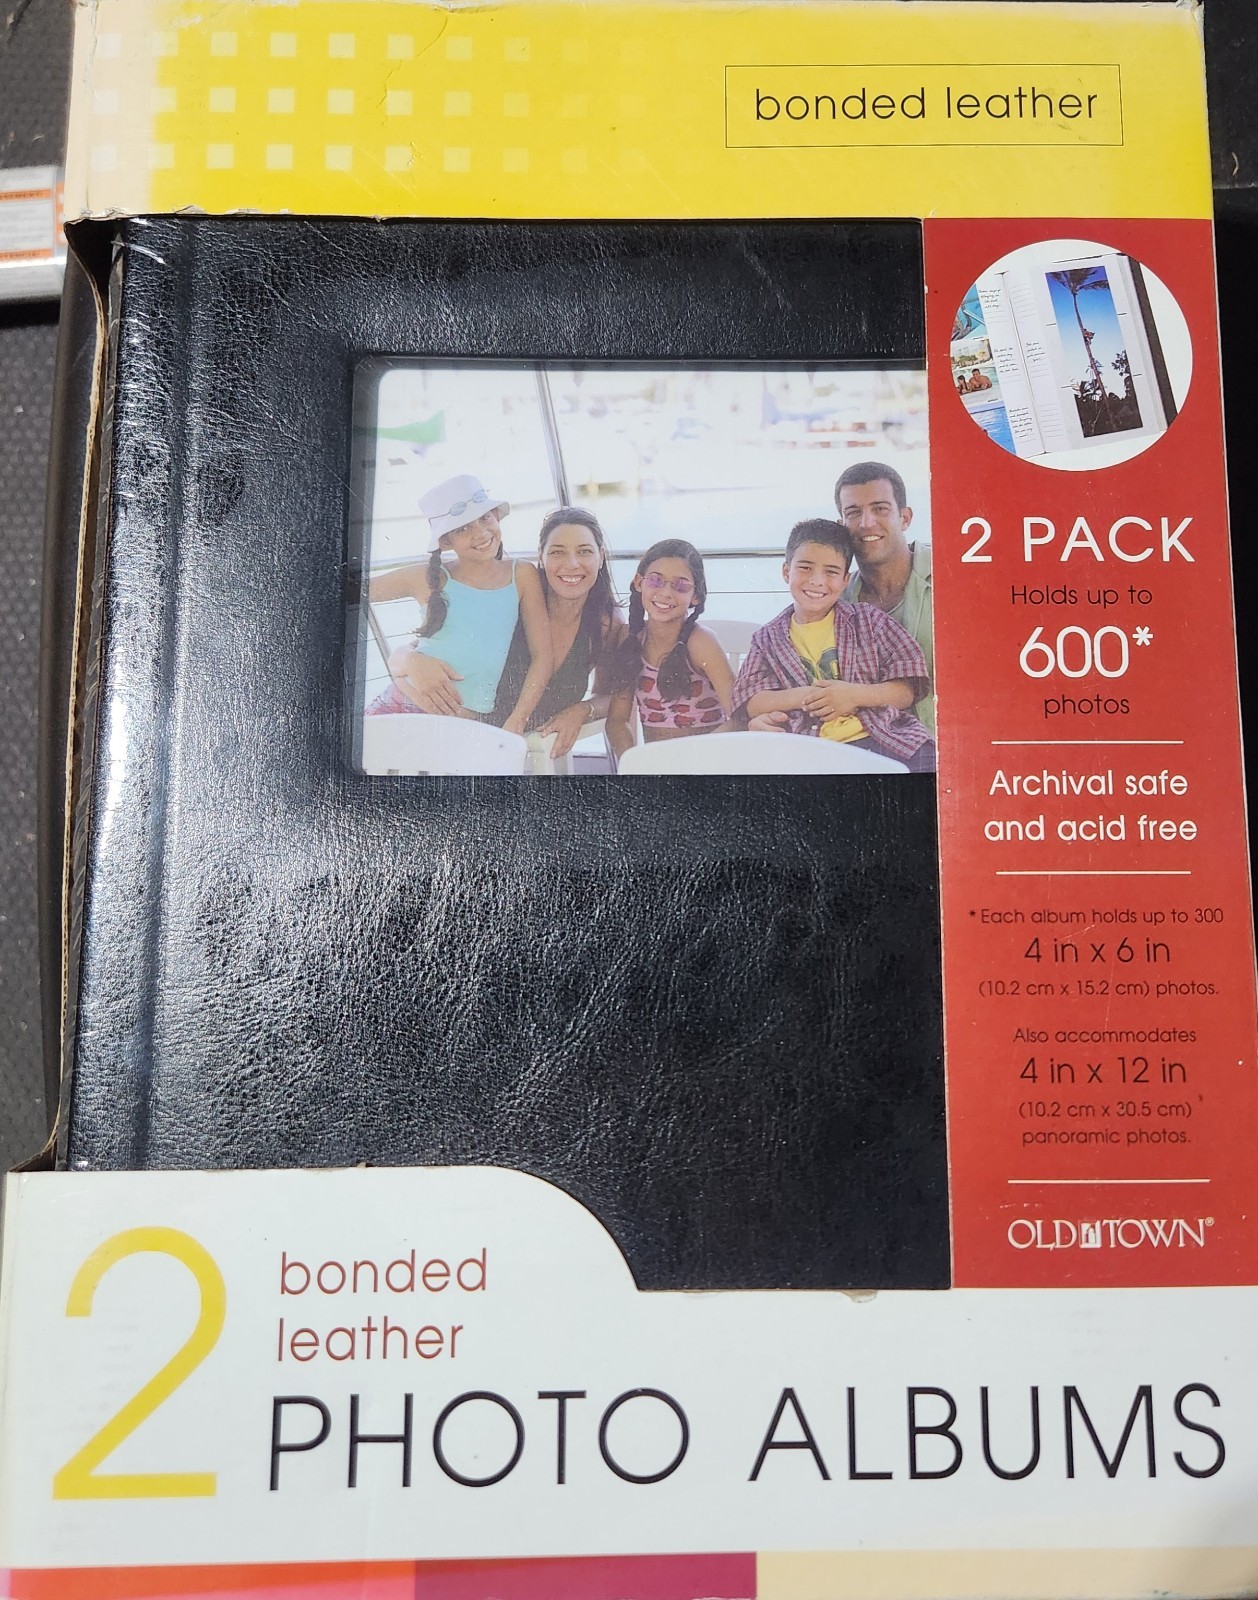 bonded leather
2 PACK
Holds up to
600*
photos
Archival safe
and acid free
*Each album holds up to 300
4 in x 6 in
(10.2 cm x 15.2 cm) photos.
Also accommodates
4 in x 12 in
(10.2 cm x 30.5 cm)
panoramic photos.
OLD TOWN®
2
bonded
leather
PHOTO ALBUMS